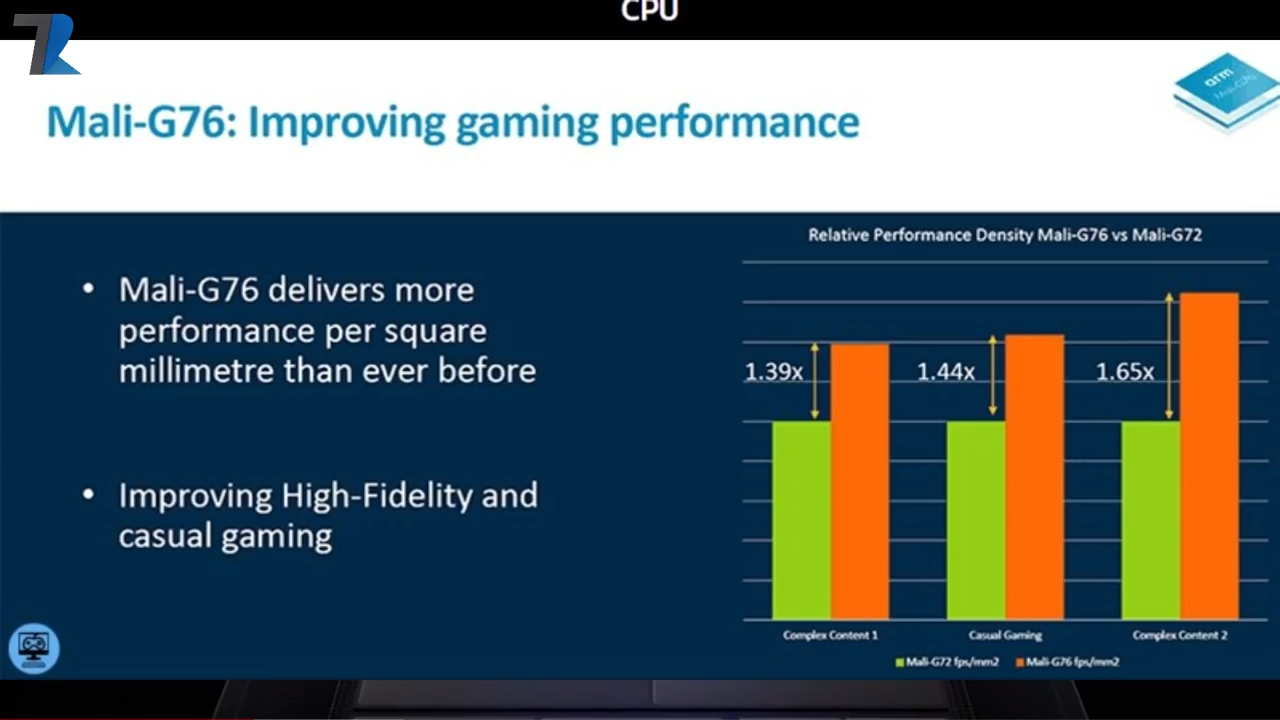 CPU
Mali-G76: Improving gaming performance
arm
Relative Performance Density Mali-G76 vs Mali-G72
• Mali-G76 delivers more
performance per square
millimetre than ever before
• Improving High-Fidelity and
casual gaming
1.39x
1.44x
1.65x
Complex Content 1
Casual Gaming
Complex Content 2
Mali-G72 fps/mm2
Mali-G76 fps/mm2